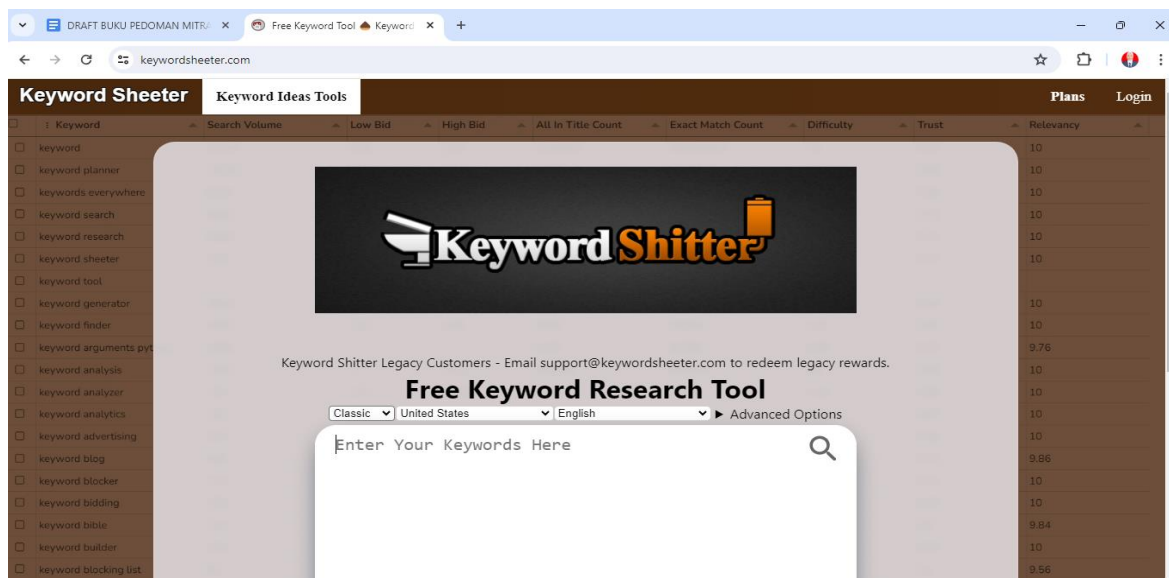 DRAFT BUKU PEDOMAN MITRA
Free Keyword Tool Keyword
keywordsheeter.com
Keyword Sheeter Keyword Ideas Tools Plans Login
Keyword Search Volume Low Bid High Bid All In Title Count Exact Match Count Difficulty Trust Relevancy
keyword 10
keyword planner 10
keywords everywhere 10
keyword search 10
keyword research 10
keyword sheeter 10
keyword tool
keyword generator 10
keyword finder 10
keyword arguments pyt 9.76
keyword analysis 10
keyword analyzer 10
keyword analytics 10
keyword advertising 10
keyword blog 9.86
keyword blocker 10
keyword bidding 10
keyword bible 9.84
keyword builder 10
keyword blocking list 9.56
Keyword Shitter
Keyword Shitter Legacy Customers - Email support@keywordsheeter.com to redeem legacy rewards.
Free Keyword Research Tool
Classic United States English Advanced Options
Enter Your Keywords Here